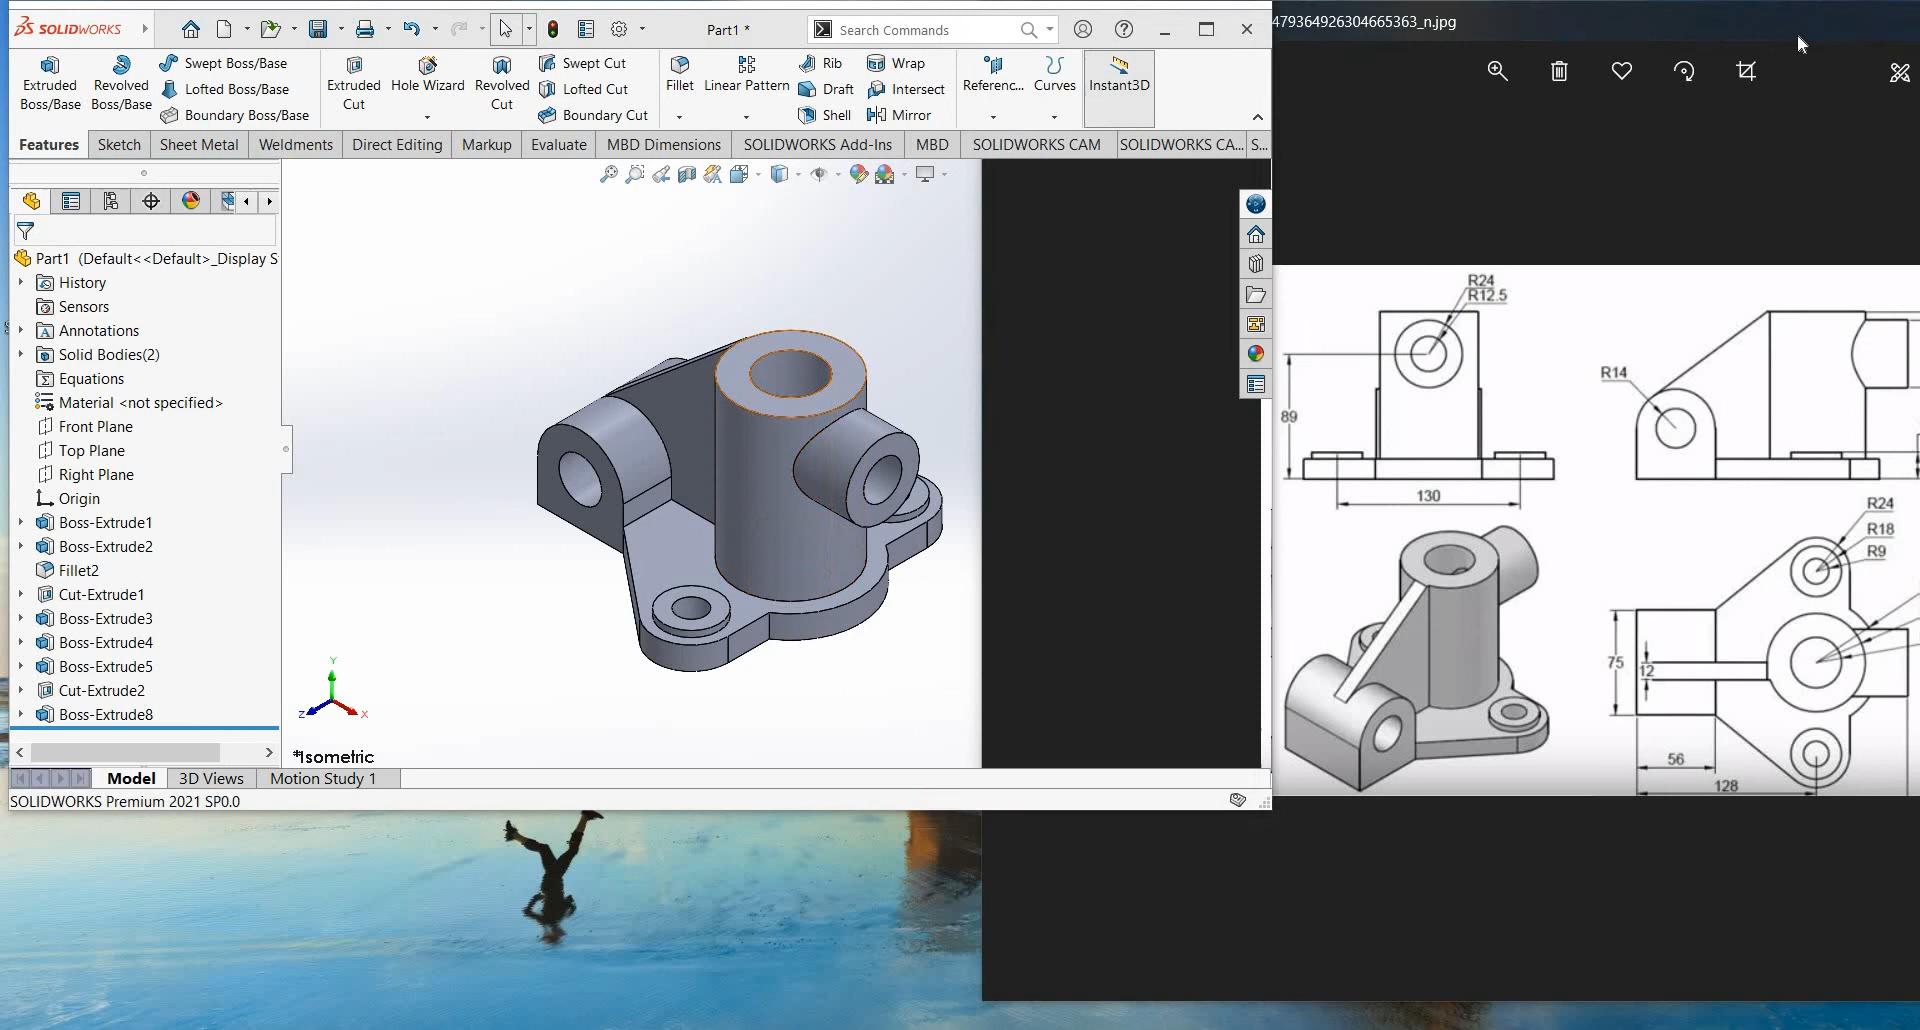 SOLIDWORKS
Part1 *
Search Commands
479364926304665363_n.jpg
Extruded Boss/Base
Revolved Boss/Base
Swept Boss/Base
Lofted Boss/Base
Boundary Boss/Base
Extruded Cut
Hole Wizard
Revolved Cut
Swept Cut
Lofted Cut
Boundary Cut
Fillet
Linear Pattern
Rib
Draft
Shell
Wrap
Intersect
Mirror
Referenc...
Curves
Instant3D
Features
Sketch
Sheet Metal
Weldments
Direct Editing
Markup
Evaluate
MBD Dimensions
SOLIDWORKS Add-Ins
MBD
SOLIDWORKS CAM
SOLIDWORKS CA...
S...
Part1 (Default<<Default>_Display S
History
Sensors
Annotations
Solid Bodies(2)
Equations
Material <not specified>
Front Plane
Top Plane
Right Plane
Origin
Boss-Extrude1
Boss-Extrude2
Fillet2
Cut-Extrude1
Boss-Extrude3
Boss-Extrude4
Boss-Extrude5
Cut-Extrude2
Boss-Extrude8
Y
Z
X
*Isometric
Model
3D Views
Motion Study 1
SOLIDWORKS Premium 2021 SP0.0
R24
R12.5
89
130
R14
R24
R18
R9
75
12
56
128